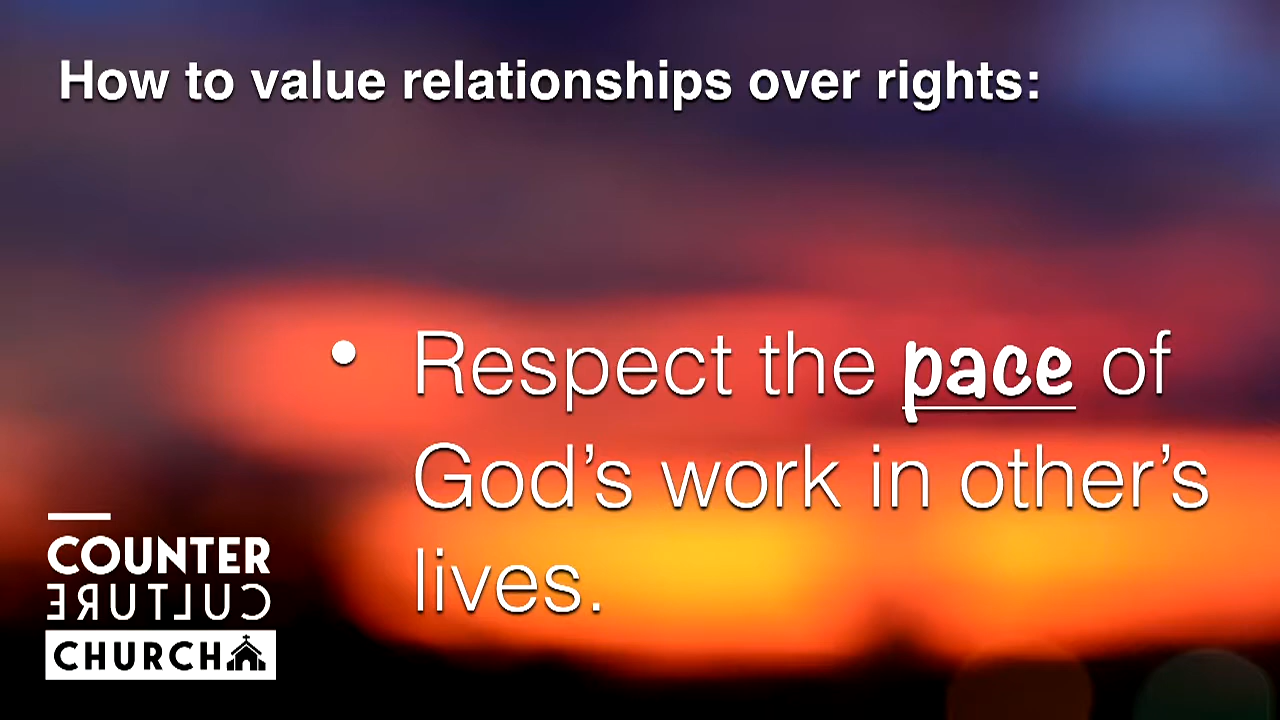 How to value relationships over rights:
• Respect the pace of
God’s work in other’s
lives.
COUNTER
CULTURE
CHURCH